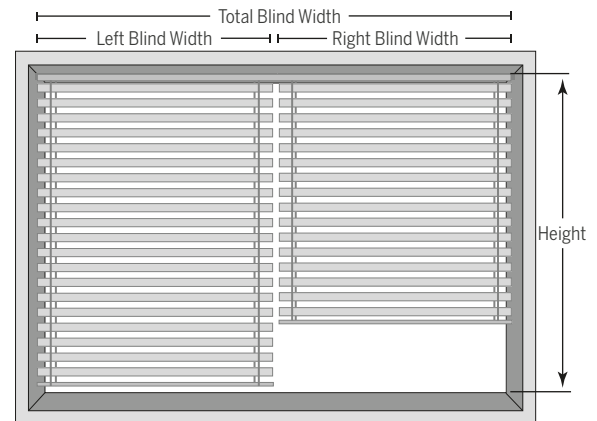 Total Blind Width
Left Blind Width
Right Blind Width
Height